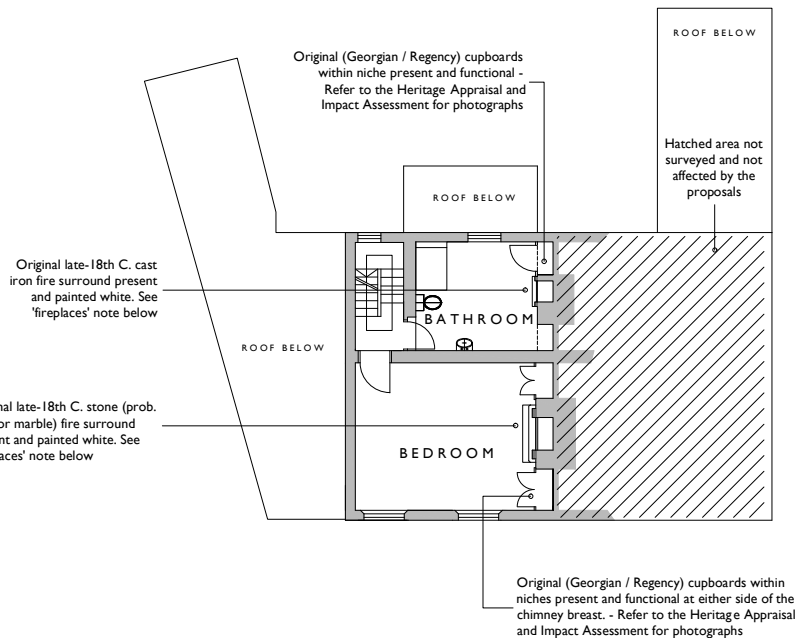 ROOF BELOW
Original (Georgian / Regency) cupboards
within niche present and functional -
Refer to the Heritage Appraisal and
Impact Assessment for photographs
Hatched area not
surveyed and not
affected by the
proposals
ROOF BELOW
Original late-18th C. cast
iron fire surround present
and painted white. See
'fireplaces' note below
BATHROOM
ROOF BELOW
late-18th C. stone (prob.
or marble) fire surround
and painted white. See
note below
BEDROOM
Original (Georgian / Regency) cupboards within
niches present and functional at either side of the
chimney breast. - Refer to the Heritage Appraisal
and Impact Assessment for photographs